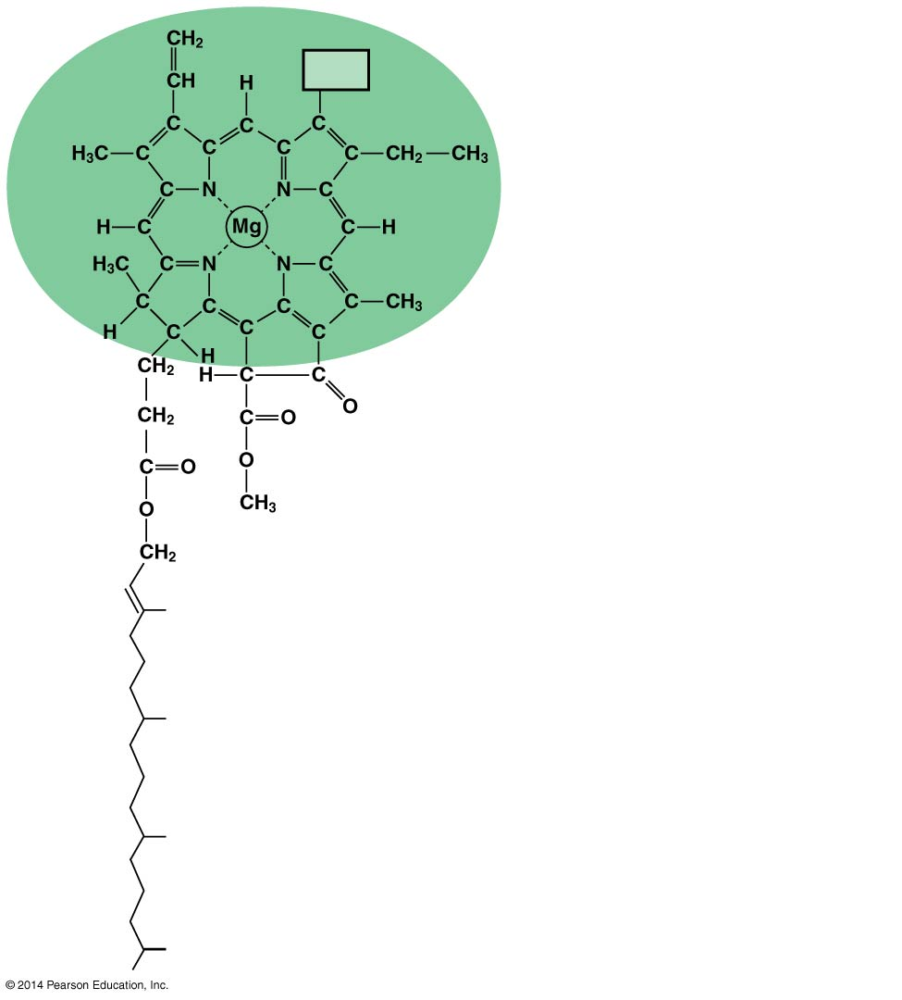 CH₂
CH
H
C C
C C C C
H₃C C CH₂ CH₃
C N N C
H C Mg C H
H₃C C N N C
C C C C CH₃
H C C C
H
CH₂ H C C
O
CH₂ C O
C O O
O CH₃
CH₂
© 2014 Pearson Education, Inc.